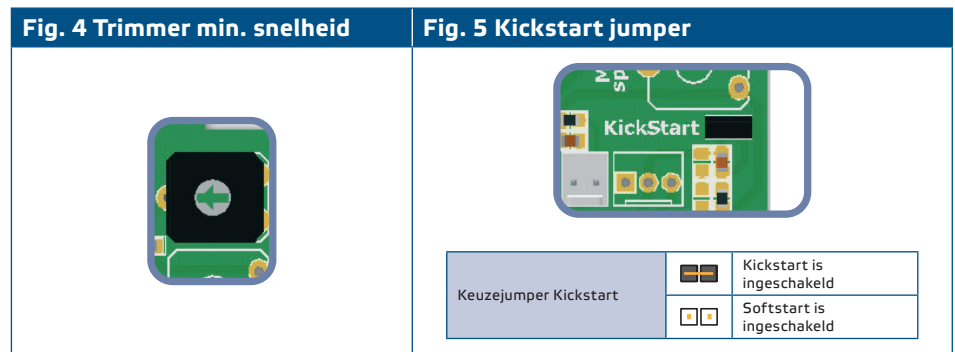 Fig. 4 Trimmer min. snelheid
Fig. 5 Kickstart jumper
KickStart
Keuzejumper Kickstart
Kickstart is
ingeschakeld
Softstart is
ingeschakeld